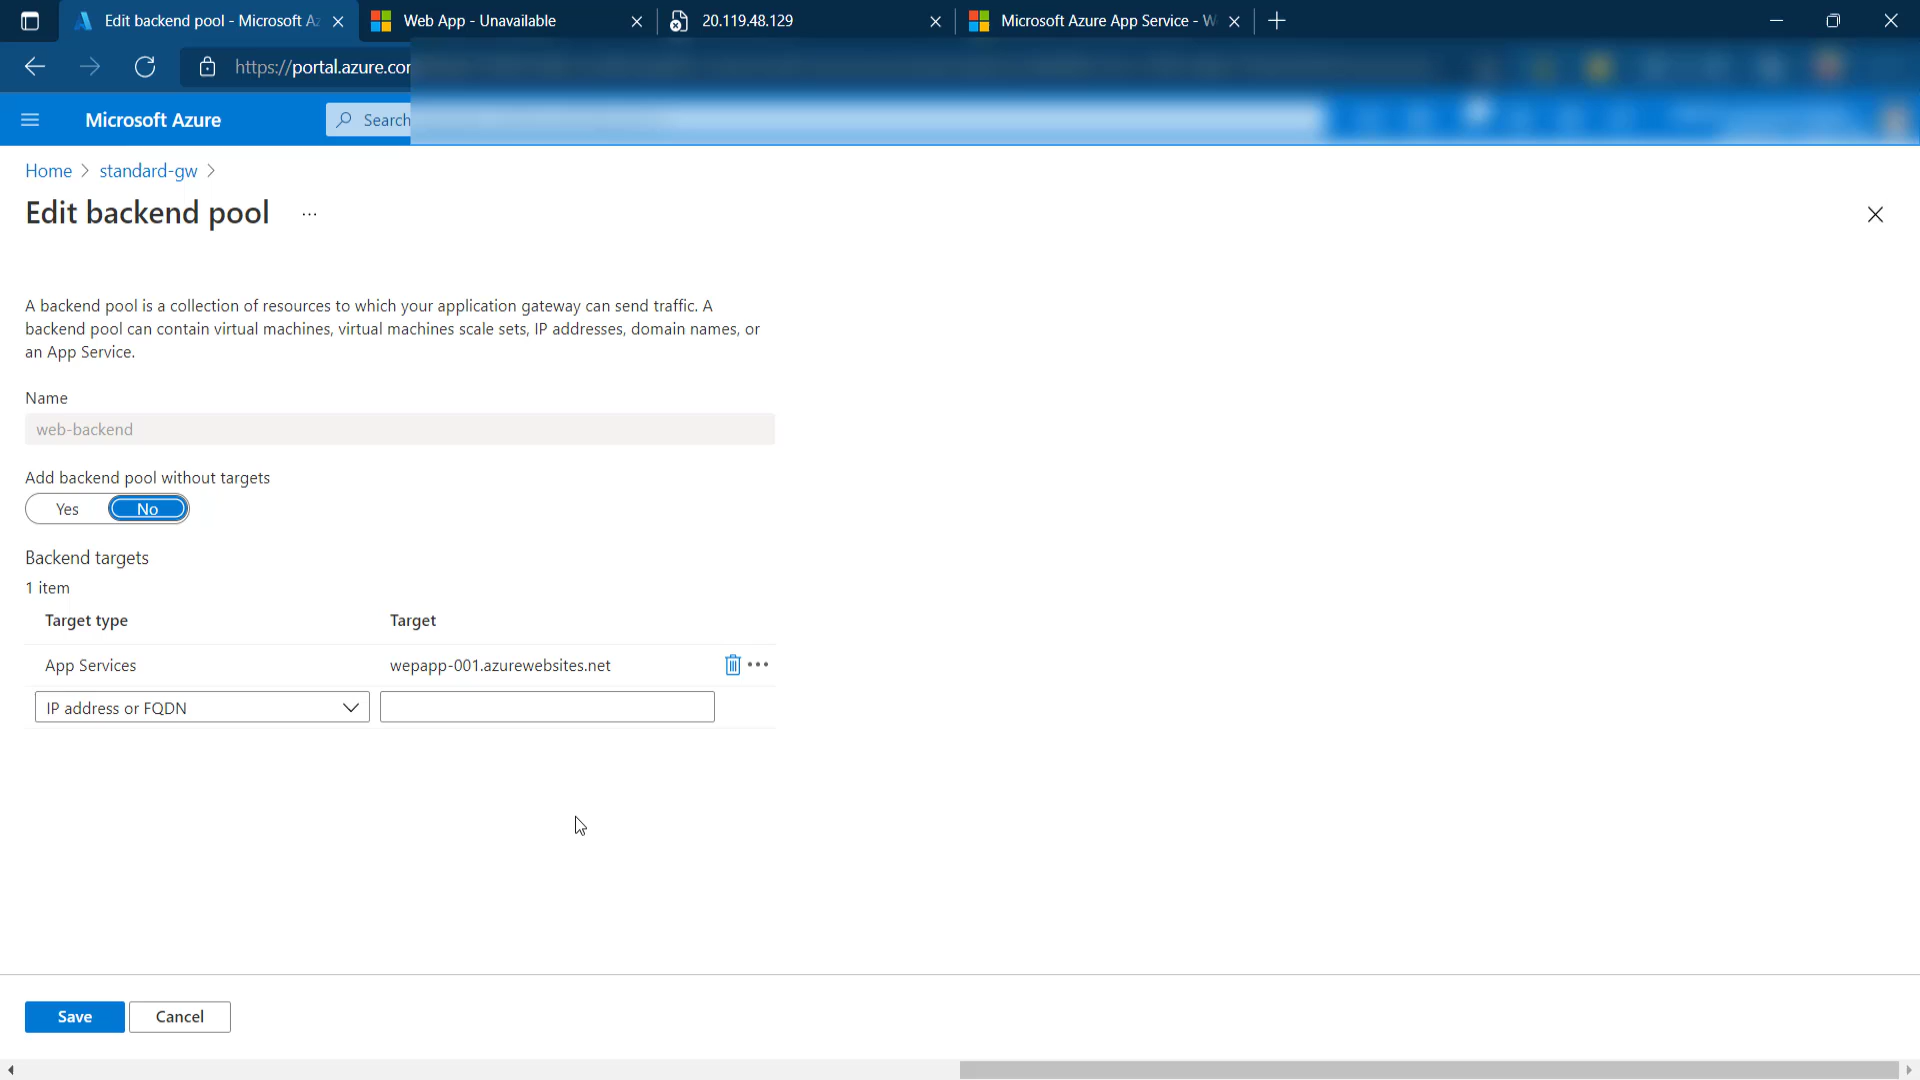 Edit backend pool - Microsoft Az
Web App - Unavailable
20.119.48.129
Microsoft Azure App Service - W
https://portal.azure.com
Microsoft Azure
Search
Home > standard-gw >
Edit backend pool ...
A backend pool is a collection of resources to which your application gateway can send traffic. A
backend pool can contain virtual machines, virtual machines scale sets, IP addresses, domain names, or
an App Service.
Name
web-backend
Add backend pool without targets
Yes No
Backend targets
1 item
Target type Target
App Services wepapp-001.azurewebsites.net
IP address or FQDN
Save Cancel